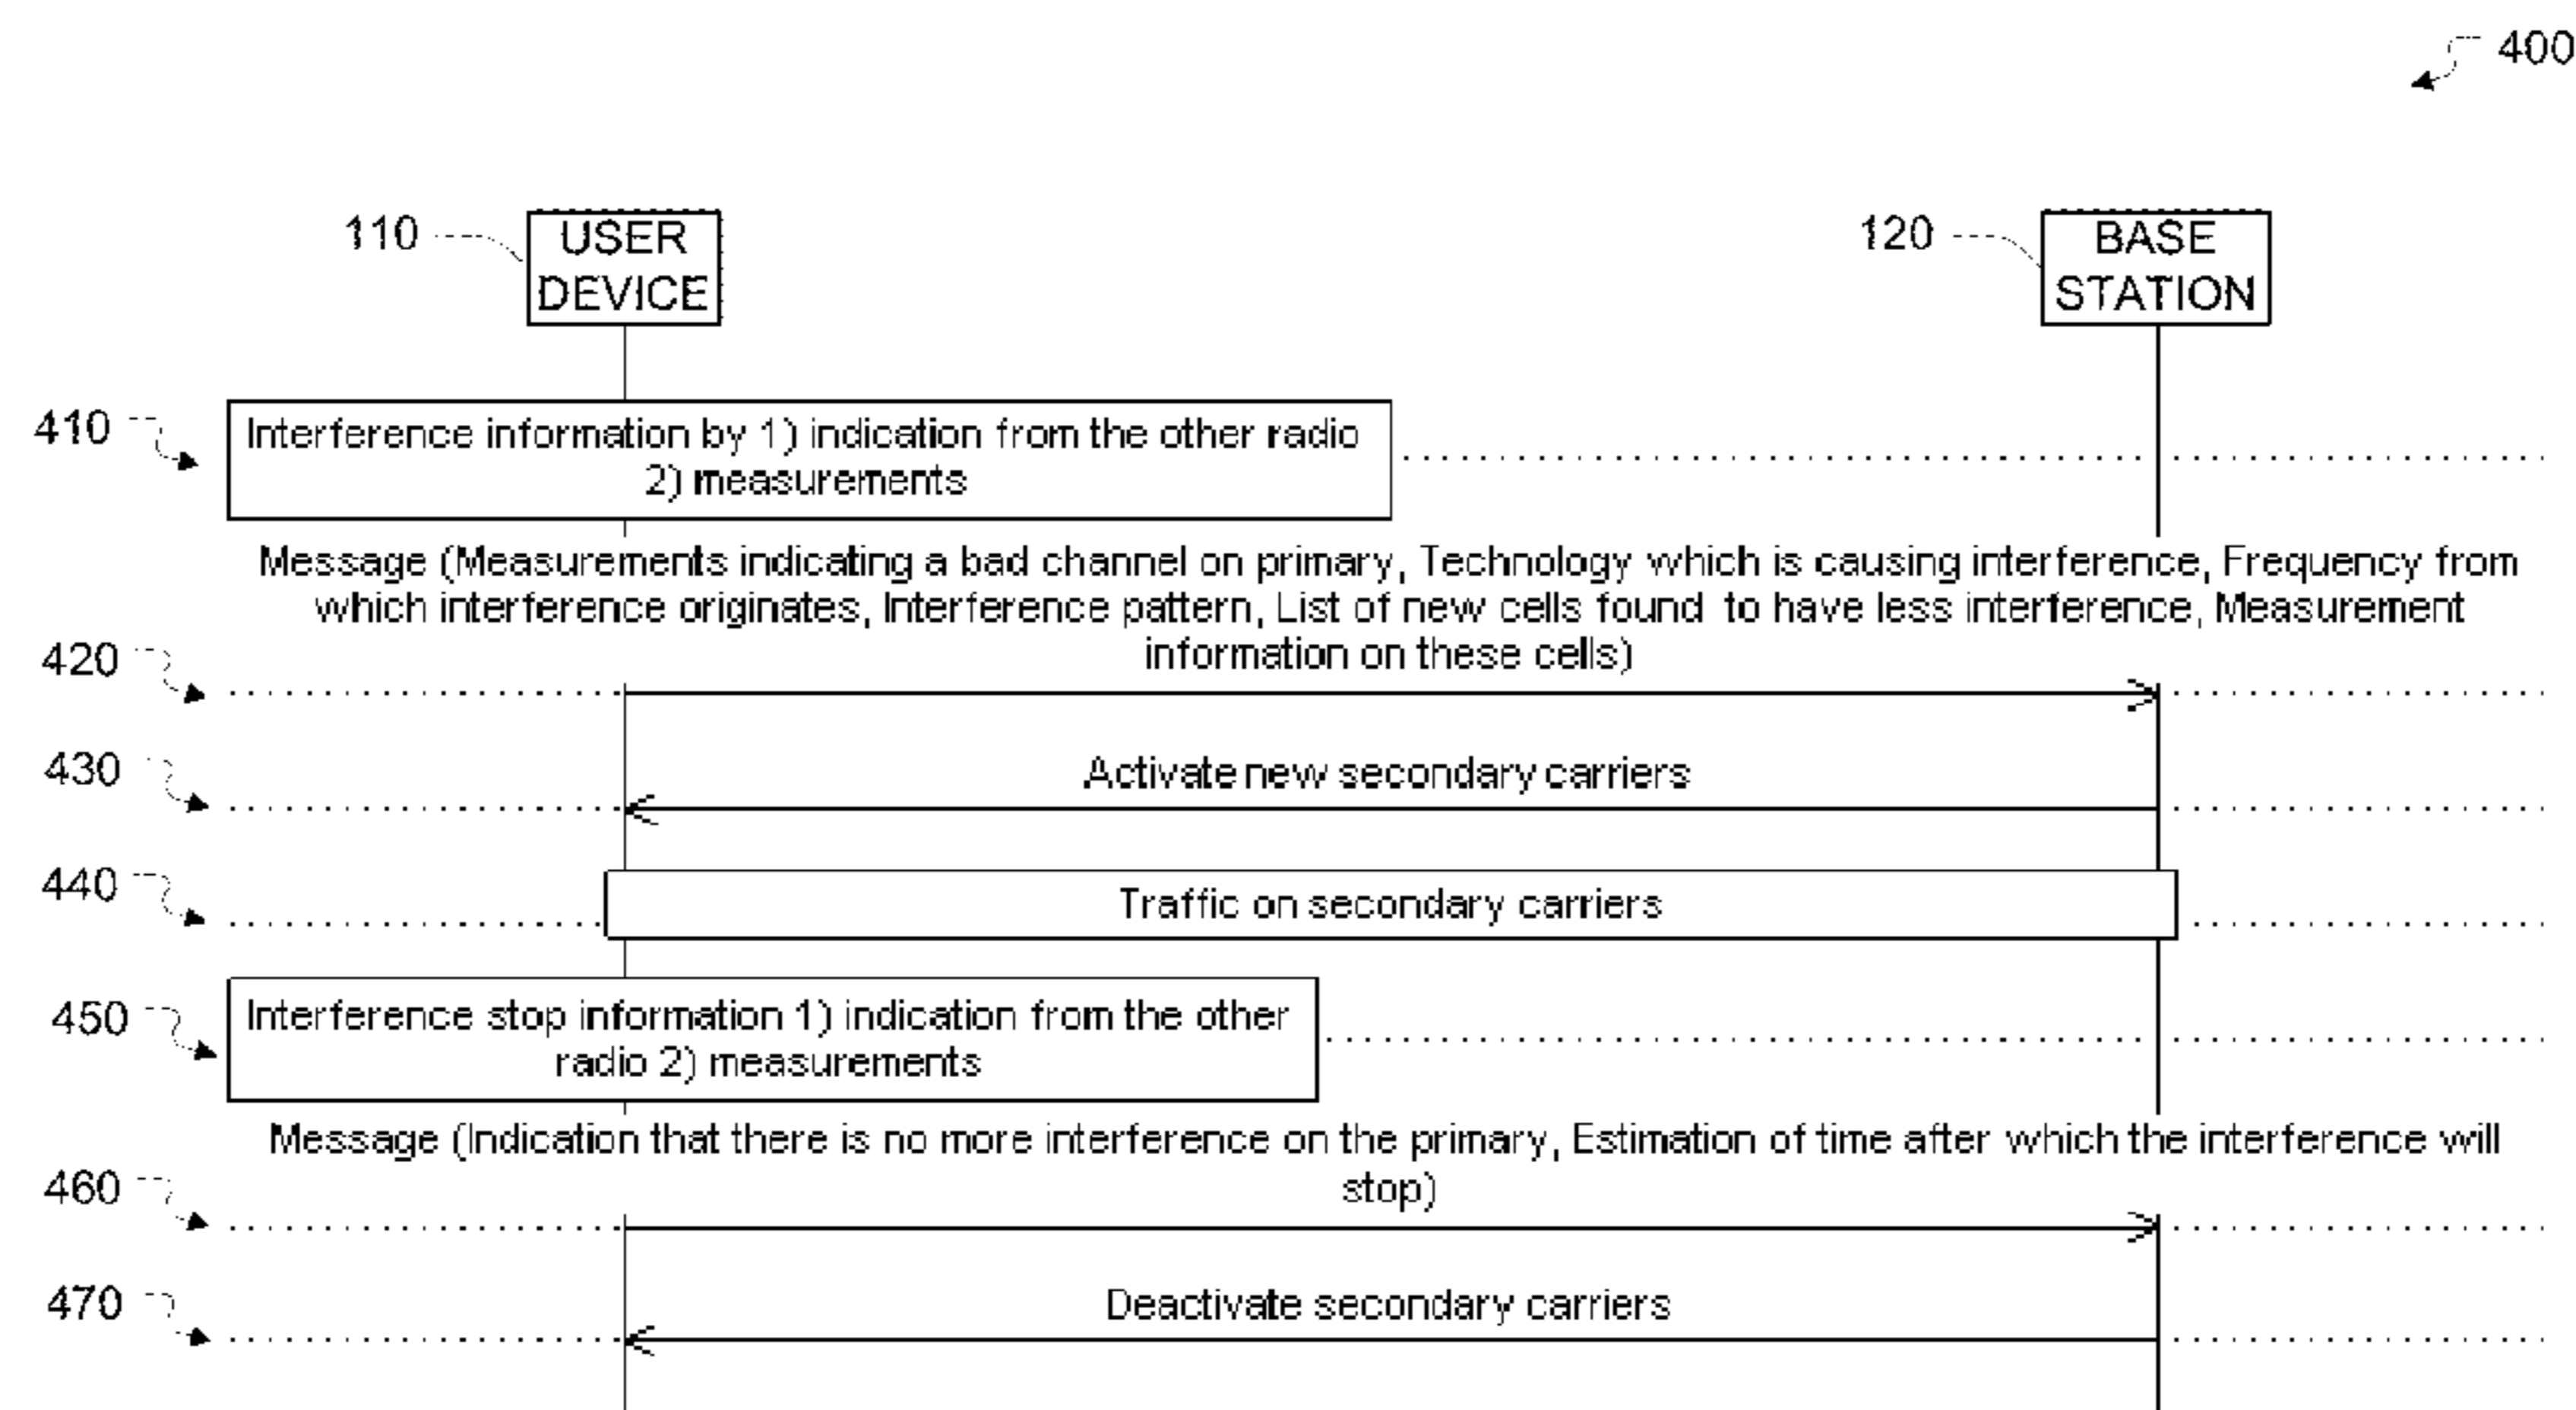 400
110
USER
DEVICE
120
BASE
STATION
410
Interference information by 1) indication from the other radio
2) measurements
Message (Measurements indicating a bad channel on primary, Technology which is causing interference, Frequency from
which interference originates, Interference pattern, List of new cells found to have less interference, Measurement
information on these cells)
420
430
Activate new secondary carriers
440
Traffic on secondary carriers
450
Interference stop information 1) indication from the other
radio 2) measurements
Message (Indication that there is no more interference on the primary, Estimation of time after which the interference will
stop)
460
470
Deactivate secondary carriers